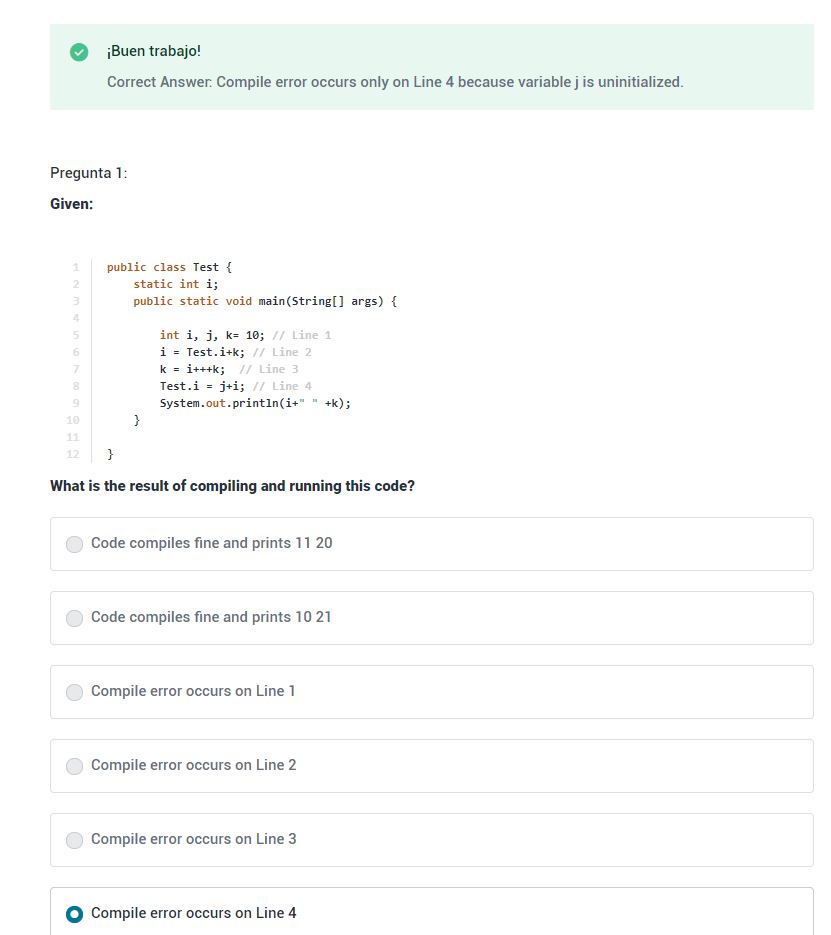 ¡Buen trabajo!
Correct Answer: Compile error occurs only on Line 4 because variable j is uninitialized.
Pregunta 1:
Given:
1 public class Test {
2 static int i;
3 public static void main(String[] args) {
4
5 int i, j, k= 10; // Line 1
6 i = Test.i+k; // Line 2
7 k = i+++k;  // Line 3
8 Test.i = j+i; // Line 4
9 System.out.println(i+" " +k);
10 }
11
12 }
What is the result of compiling and running this code?
Code compiles fine and prints 11 20
Code compiles fine and prints 10 21
Compile error occurs on Line 1
Compile error occurs on Line 2
Compile error occurs on Line 3
Compile error occurs on Line 4